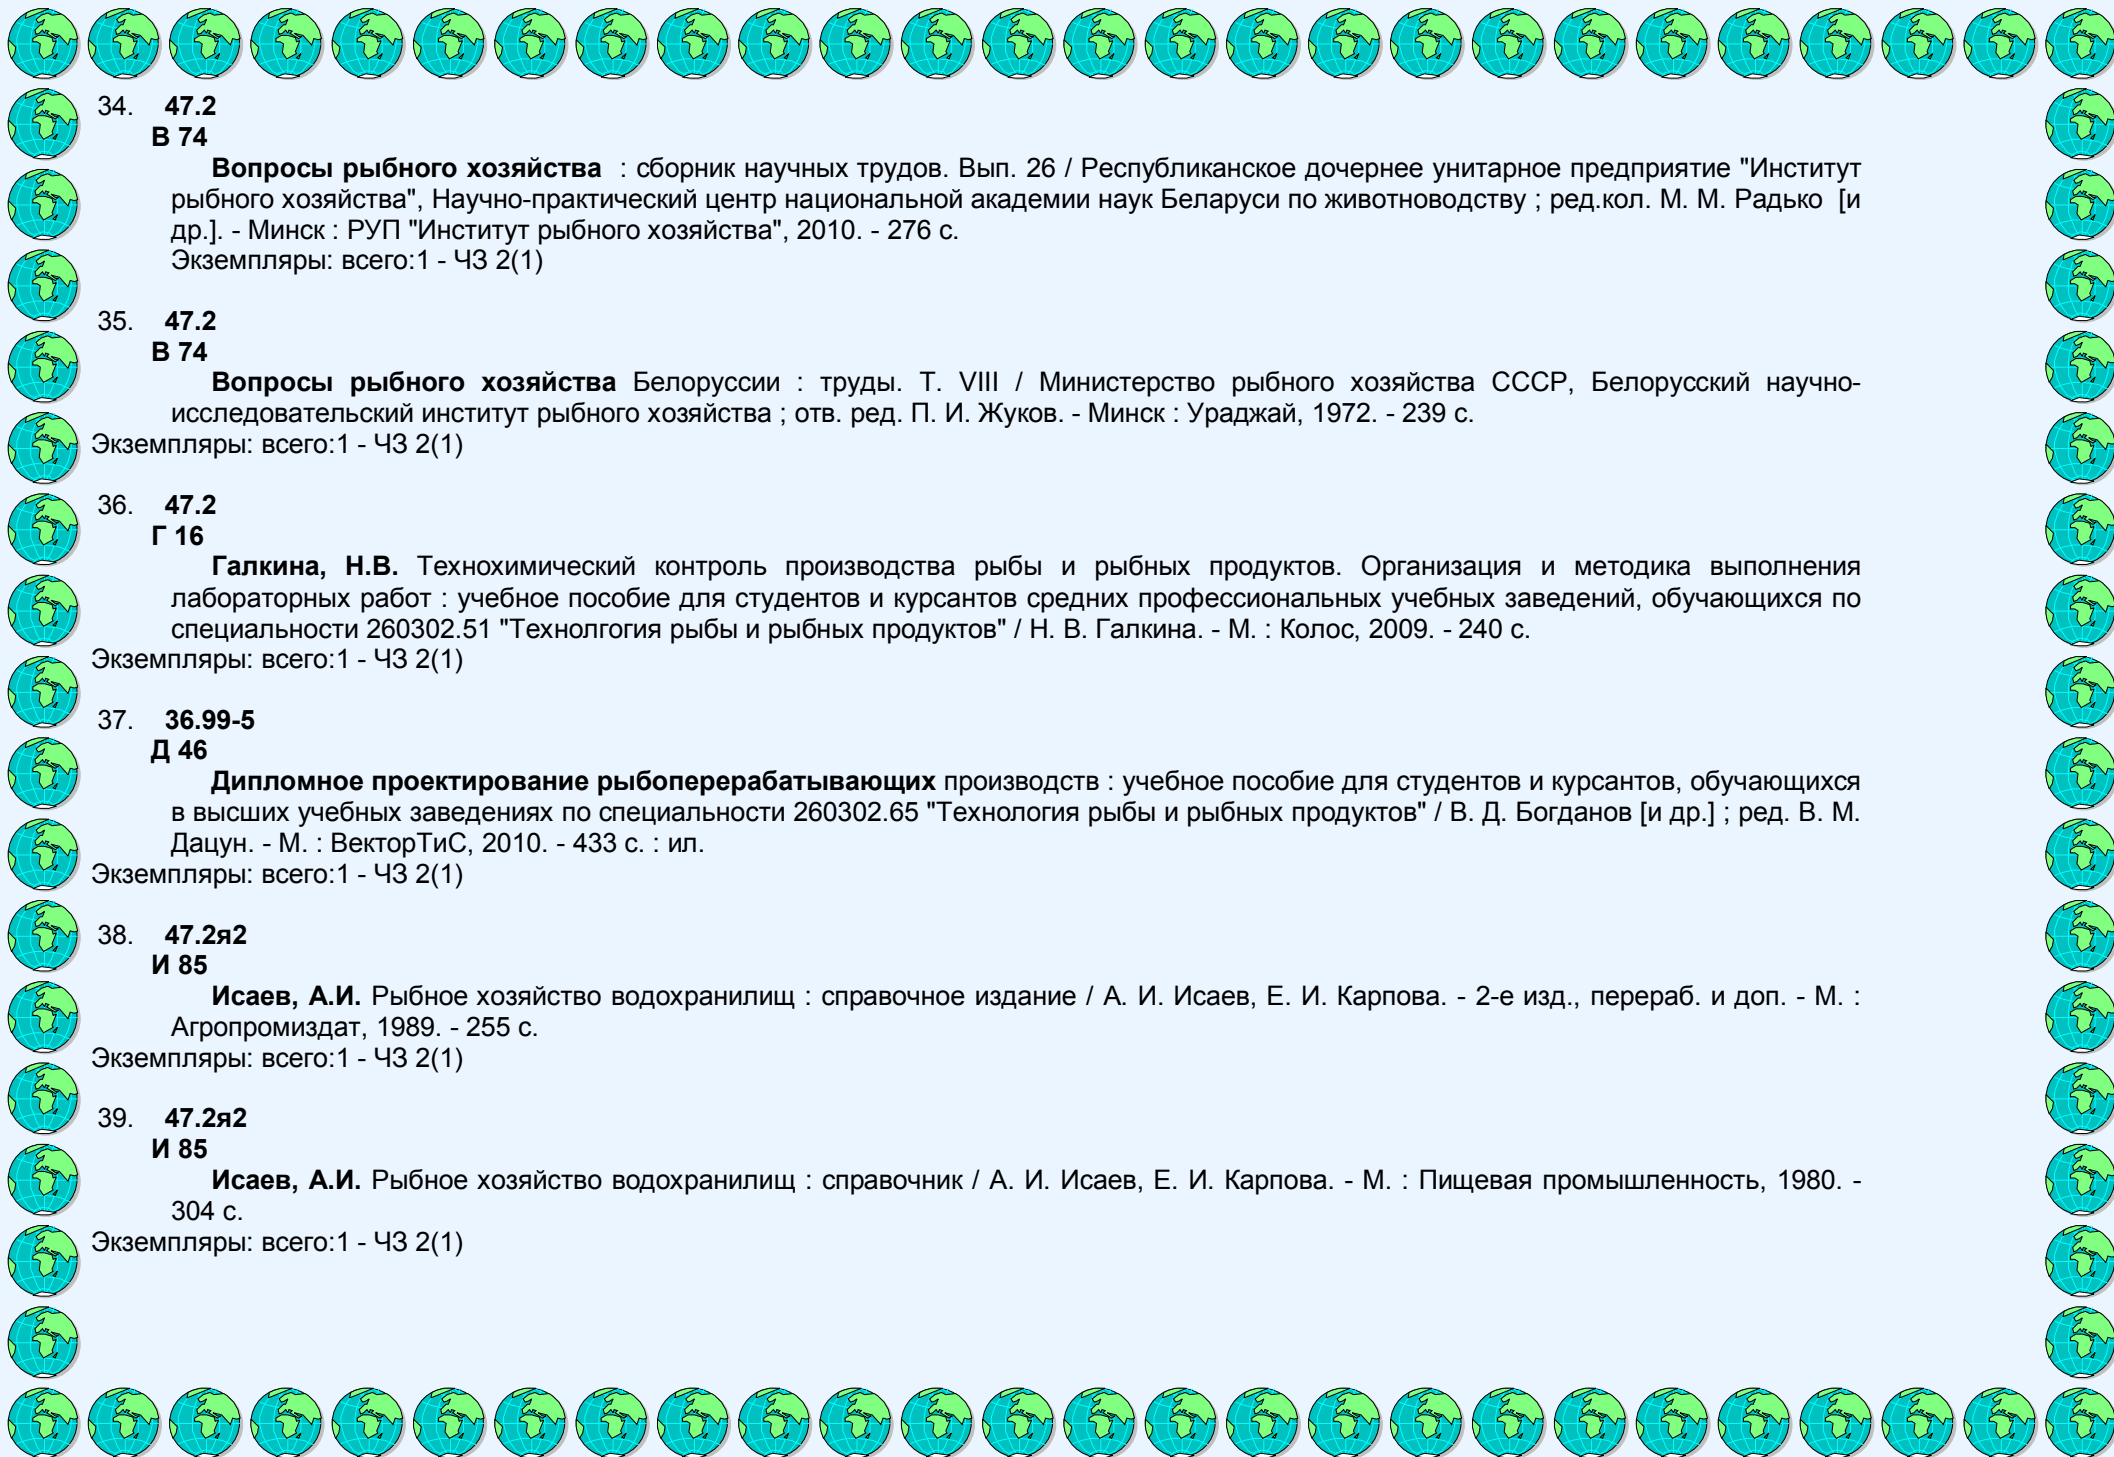 34. 47.2
В 74
Вопросы рыбного хозяйства : сборник научных трудов. Вып. 26 / Республиканское дочернее унитарное предприятие "Институт
рыбного хозяйства", Научно-практический центр национальной академии наук Беларуси по животноводству ; ред.кол. М. М. Радько [и
др.]. - Минск : РУП "Институт рыбного хозяйства", 2010. - 276 с.
Экземпляры: всего:1 - ЧЗ 2(1)
35. 47.2
В 74
Вопросы рыбного хозяйства Белоруссии : труды. Т. VIII / Министерство рыбного хозяйства СССР, Белорусский научно-
исследовательский институт рыбного хозяйства ; отв. ред. П. И. Жуков. - Минск : Ураджай, 1972. - 239 с.
Экземпляры: всего:1 - ЧЗ 2(1)
36. 47.2
Г 16
Галкина, Н.В. Технохимический контроль производства рыбы и рыбных продуктов. Организация и методика выполнения
лабораторных работ : учебное пособие для студентов и курсантов средних профессиональных учебных заведений, обучающихся по
специальности 260302.51 "Технолгогия рыбы и рыбных продуктов" / Н. В. Галкина. - М. : Колос, 2009. - 240 с.
Экземпляры: всего:1 - ЧЗ 2(1)
37. 36.99-5
Д 46
Дипломное проектирование рыбоперерабатывающих производств : учебное пособие для студентов и курсантов, обучающихся
в высших учебных заведениях по специальности 260302.65 "Технология рыбы и рыбных продуктов" / В. Д. Богданов [и др.] ; ред. В. М.
Дацун. - М. : ВекторТиС, 2010. - 433 с. : ил.
Экземпляры: всего:1 - ЧЗ 2(1)
38. 47.2я2
И 85
Исаев, А.И. Рыбное хозяйство водохранилищ : справочное издание / А. И. Исаев, Е. И. Карпова. - 2-е изд., перераб. и доп. - М. :
Агропромиздат, 1989. - 255 с.
Экземпляры: всего:1 - ЧЗ 2(1)
39. 47.2я2
И 85
Исаев, А.И. Рыбное хозяйство водохранилищ : справочник / А. И. Исаев, Е. И. Карпова. - М. : Пищевая промышленность, 1980. -
304 с.
Экземпляры: всего:1 - ЧЗ 2(1)